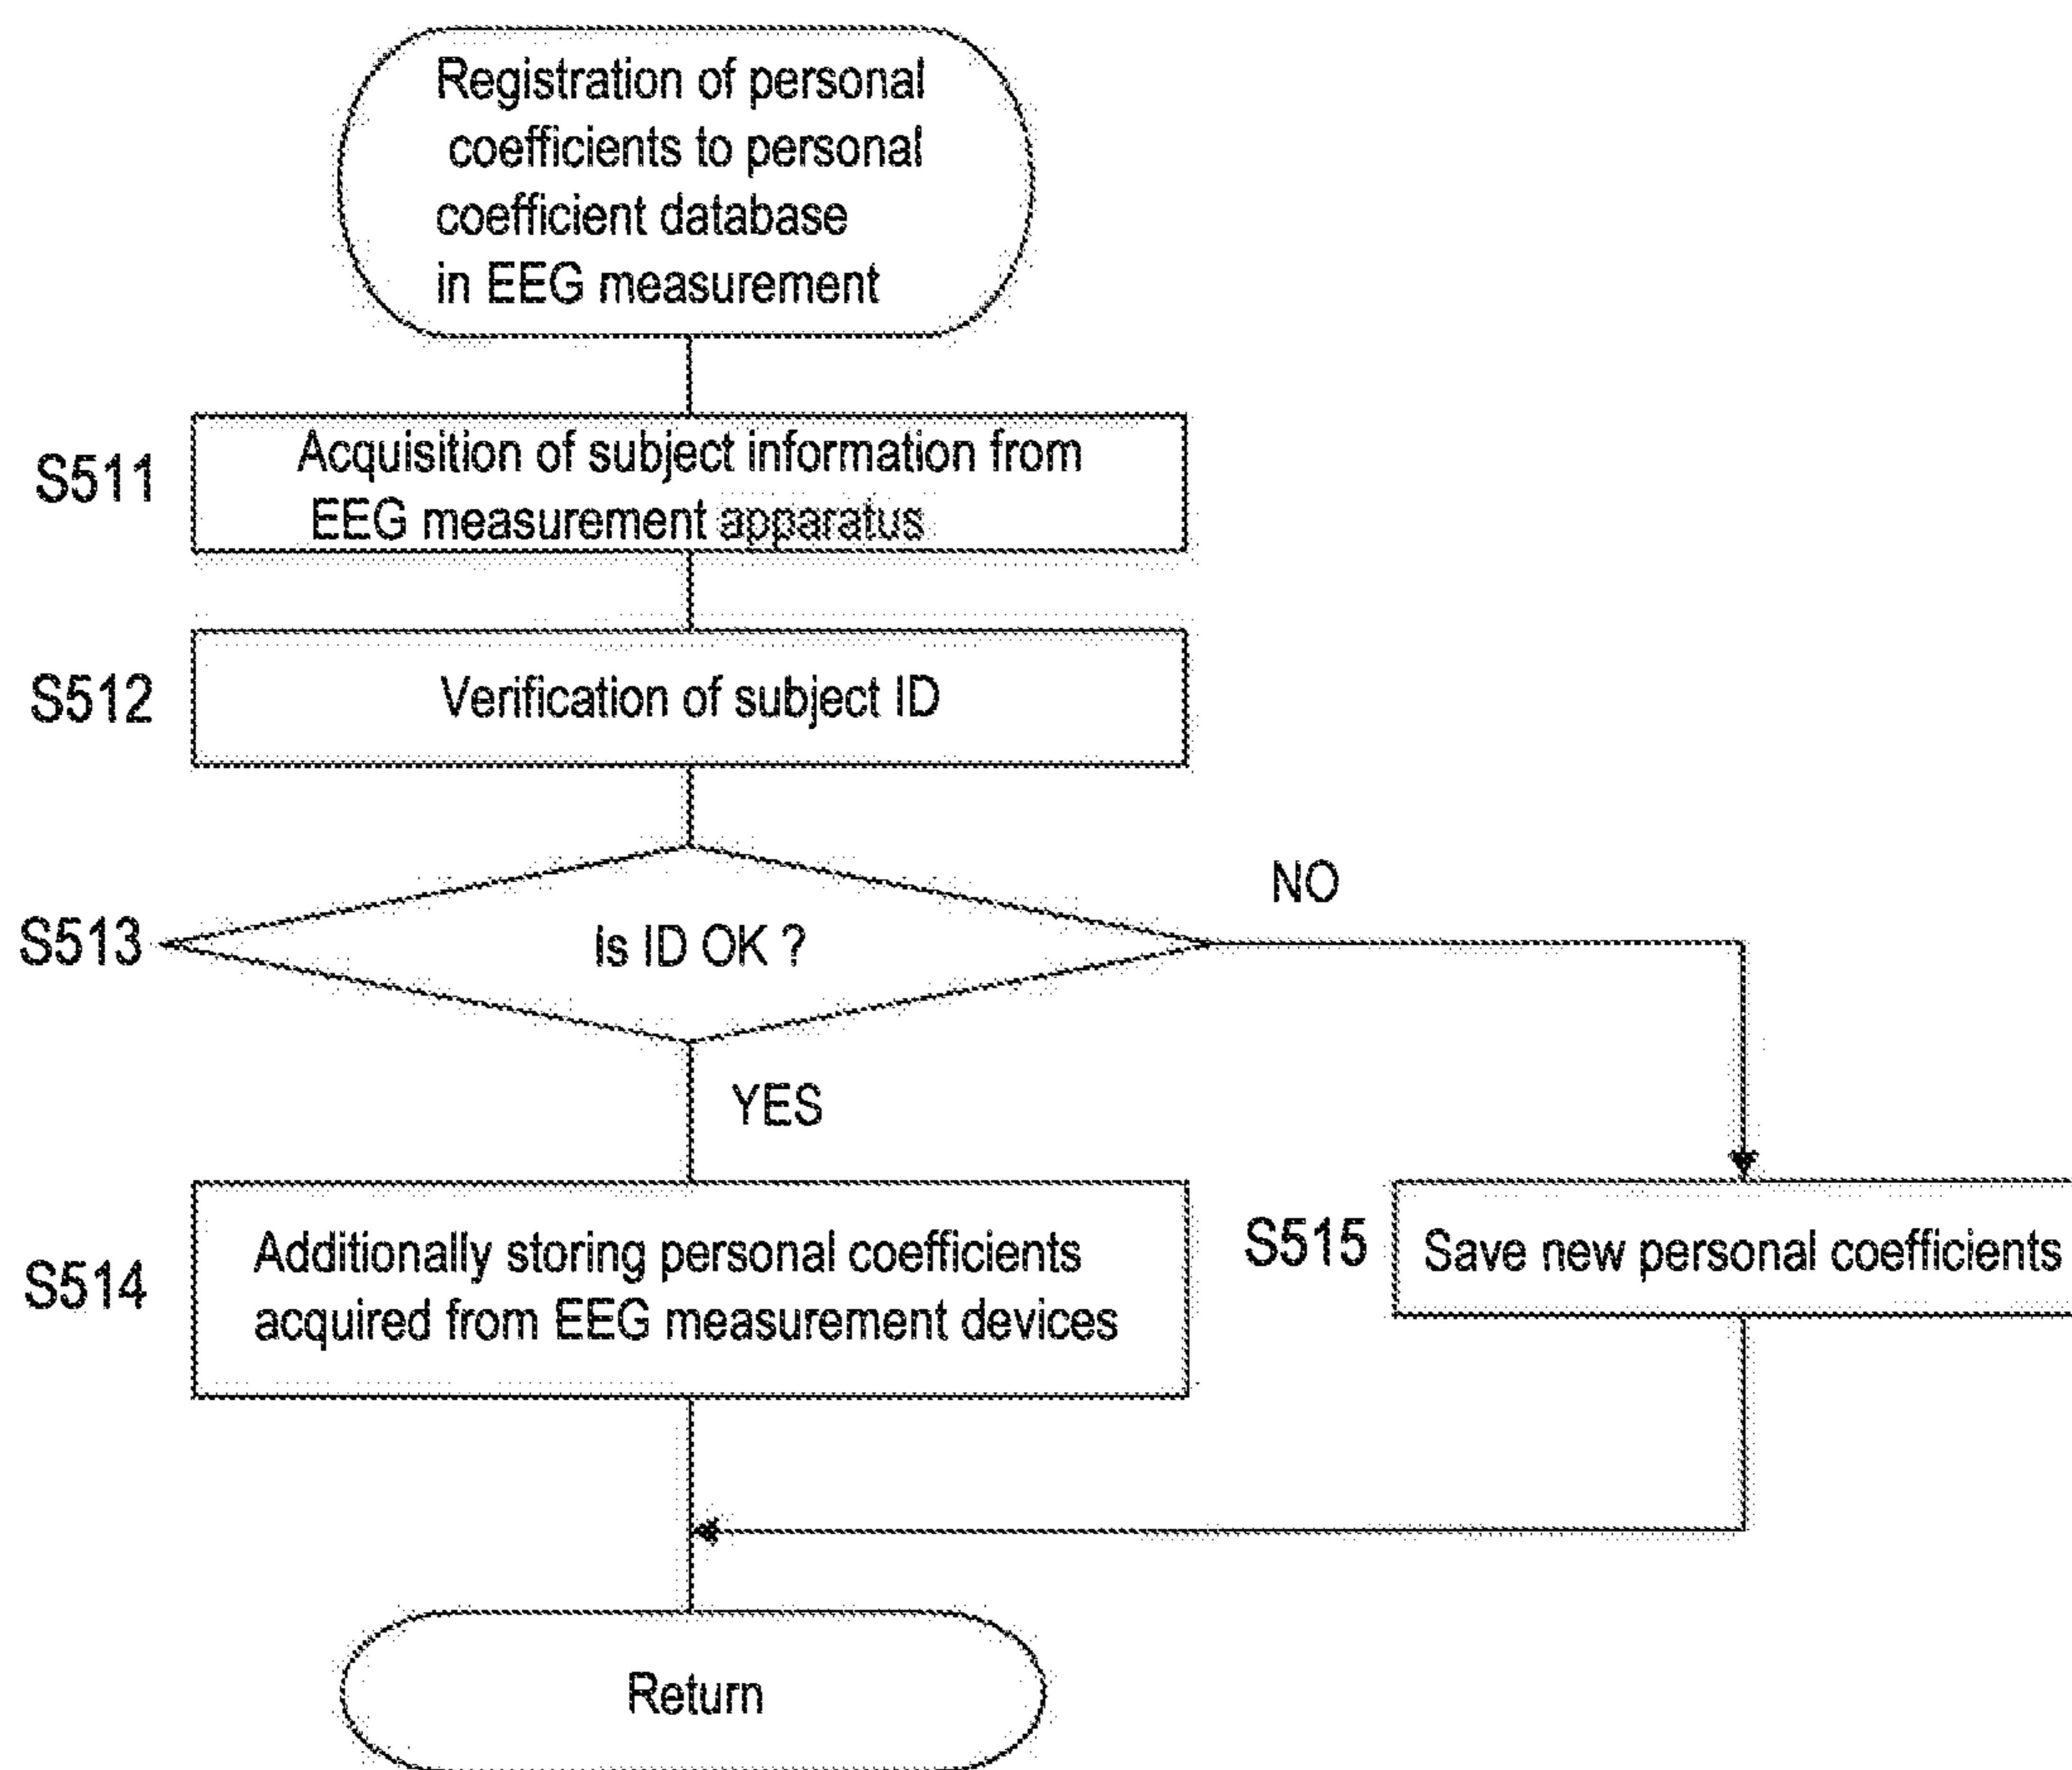 Registration of personal
coefficients to personal
coefficient database
in EEG measurement
S511
Acquisition of subject information from
EEG measurement apparatus
S512
Verification of subject ID
S513
Is ID OK ?
NO
YES
S514
Additionally storing personal coefficients
acquired from EEG measurement devices
S515
Save new personal coefficients
Return